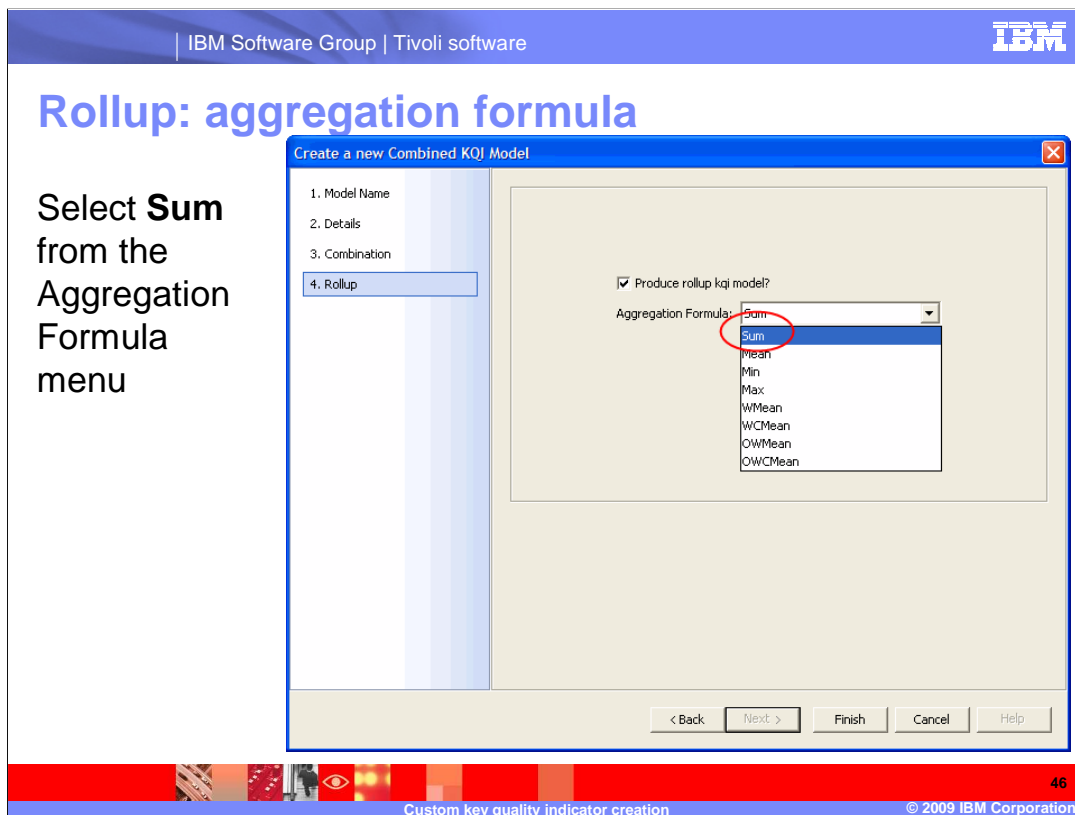 IBM Software Group | Tivoli software
IBM
Rollup: aggregation formula
Select Sum
from the
Aggregation
Formula
menu
Create a new Combined KQI Model
1. Model Name
2. Details
3. Combination
4. Rollup
Produce rollup kqi model?
Aggregation Formula: Sum
Sum
Mean
Min
Max
WMean
WCMean
OWMean
OWCMean
< Back
Next >
Finish
Cancel
Help
46
Custom key quality indicator creation
© 2009 IBM Corporation